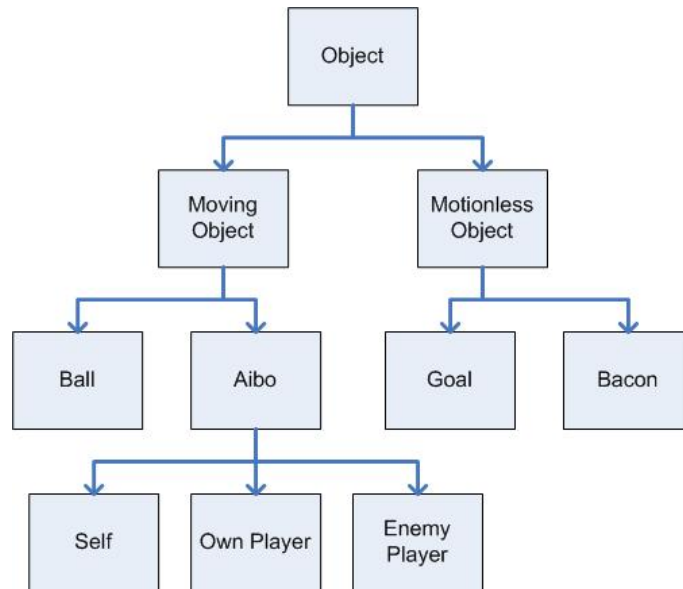 Object
Moving
Object
Motionless
Object
Ball
Aibo
Goal
Bacon
Self
Own Player
Enemy
Player